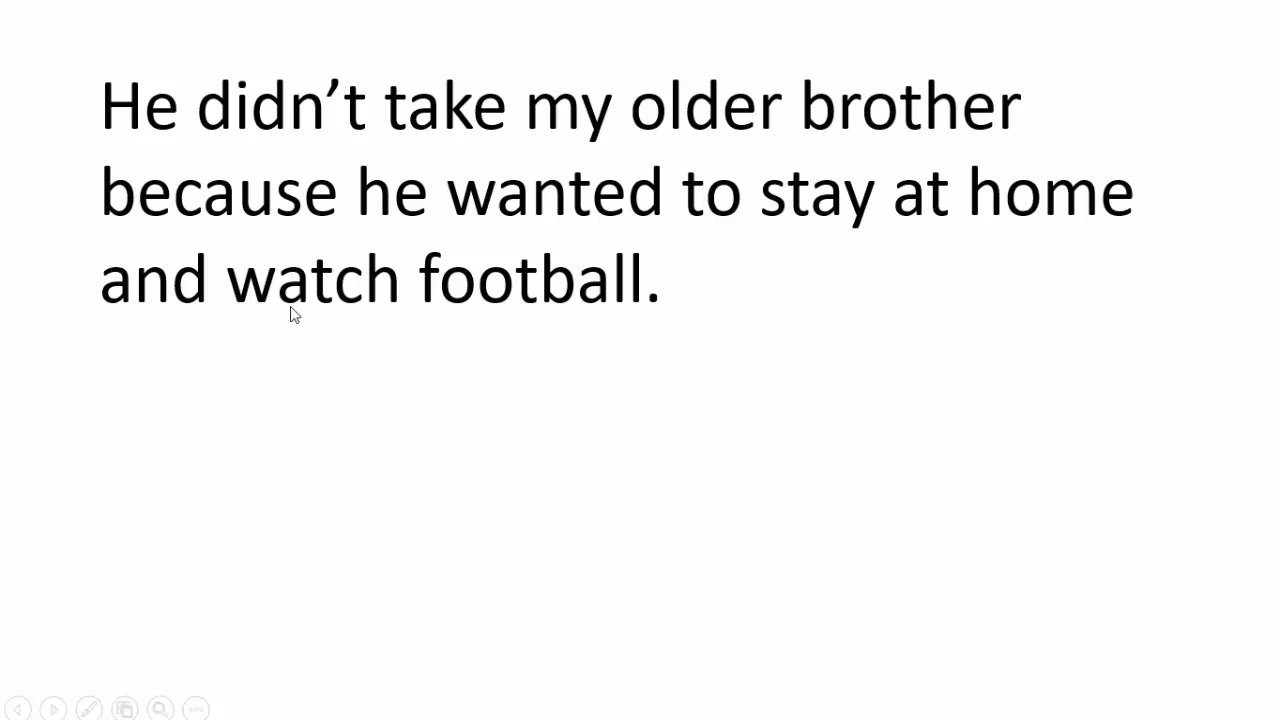 He didn’t take my older brother
because he wanted to stay at home
and watch football.